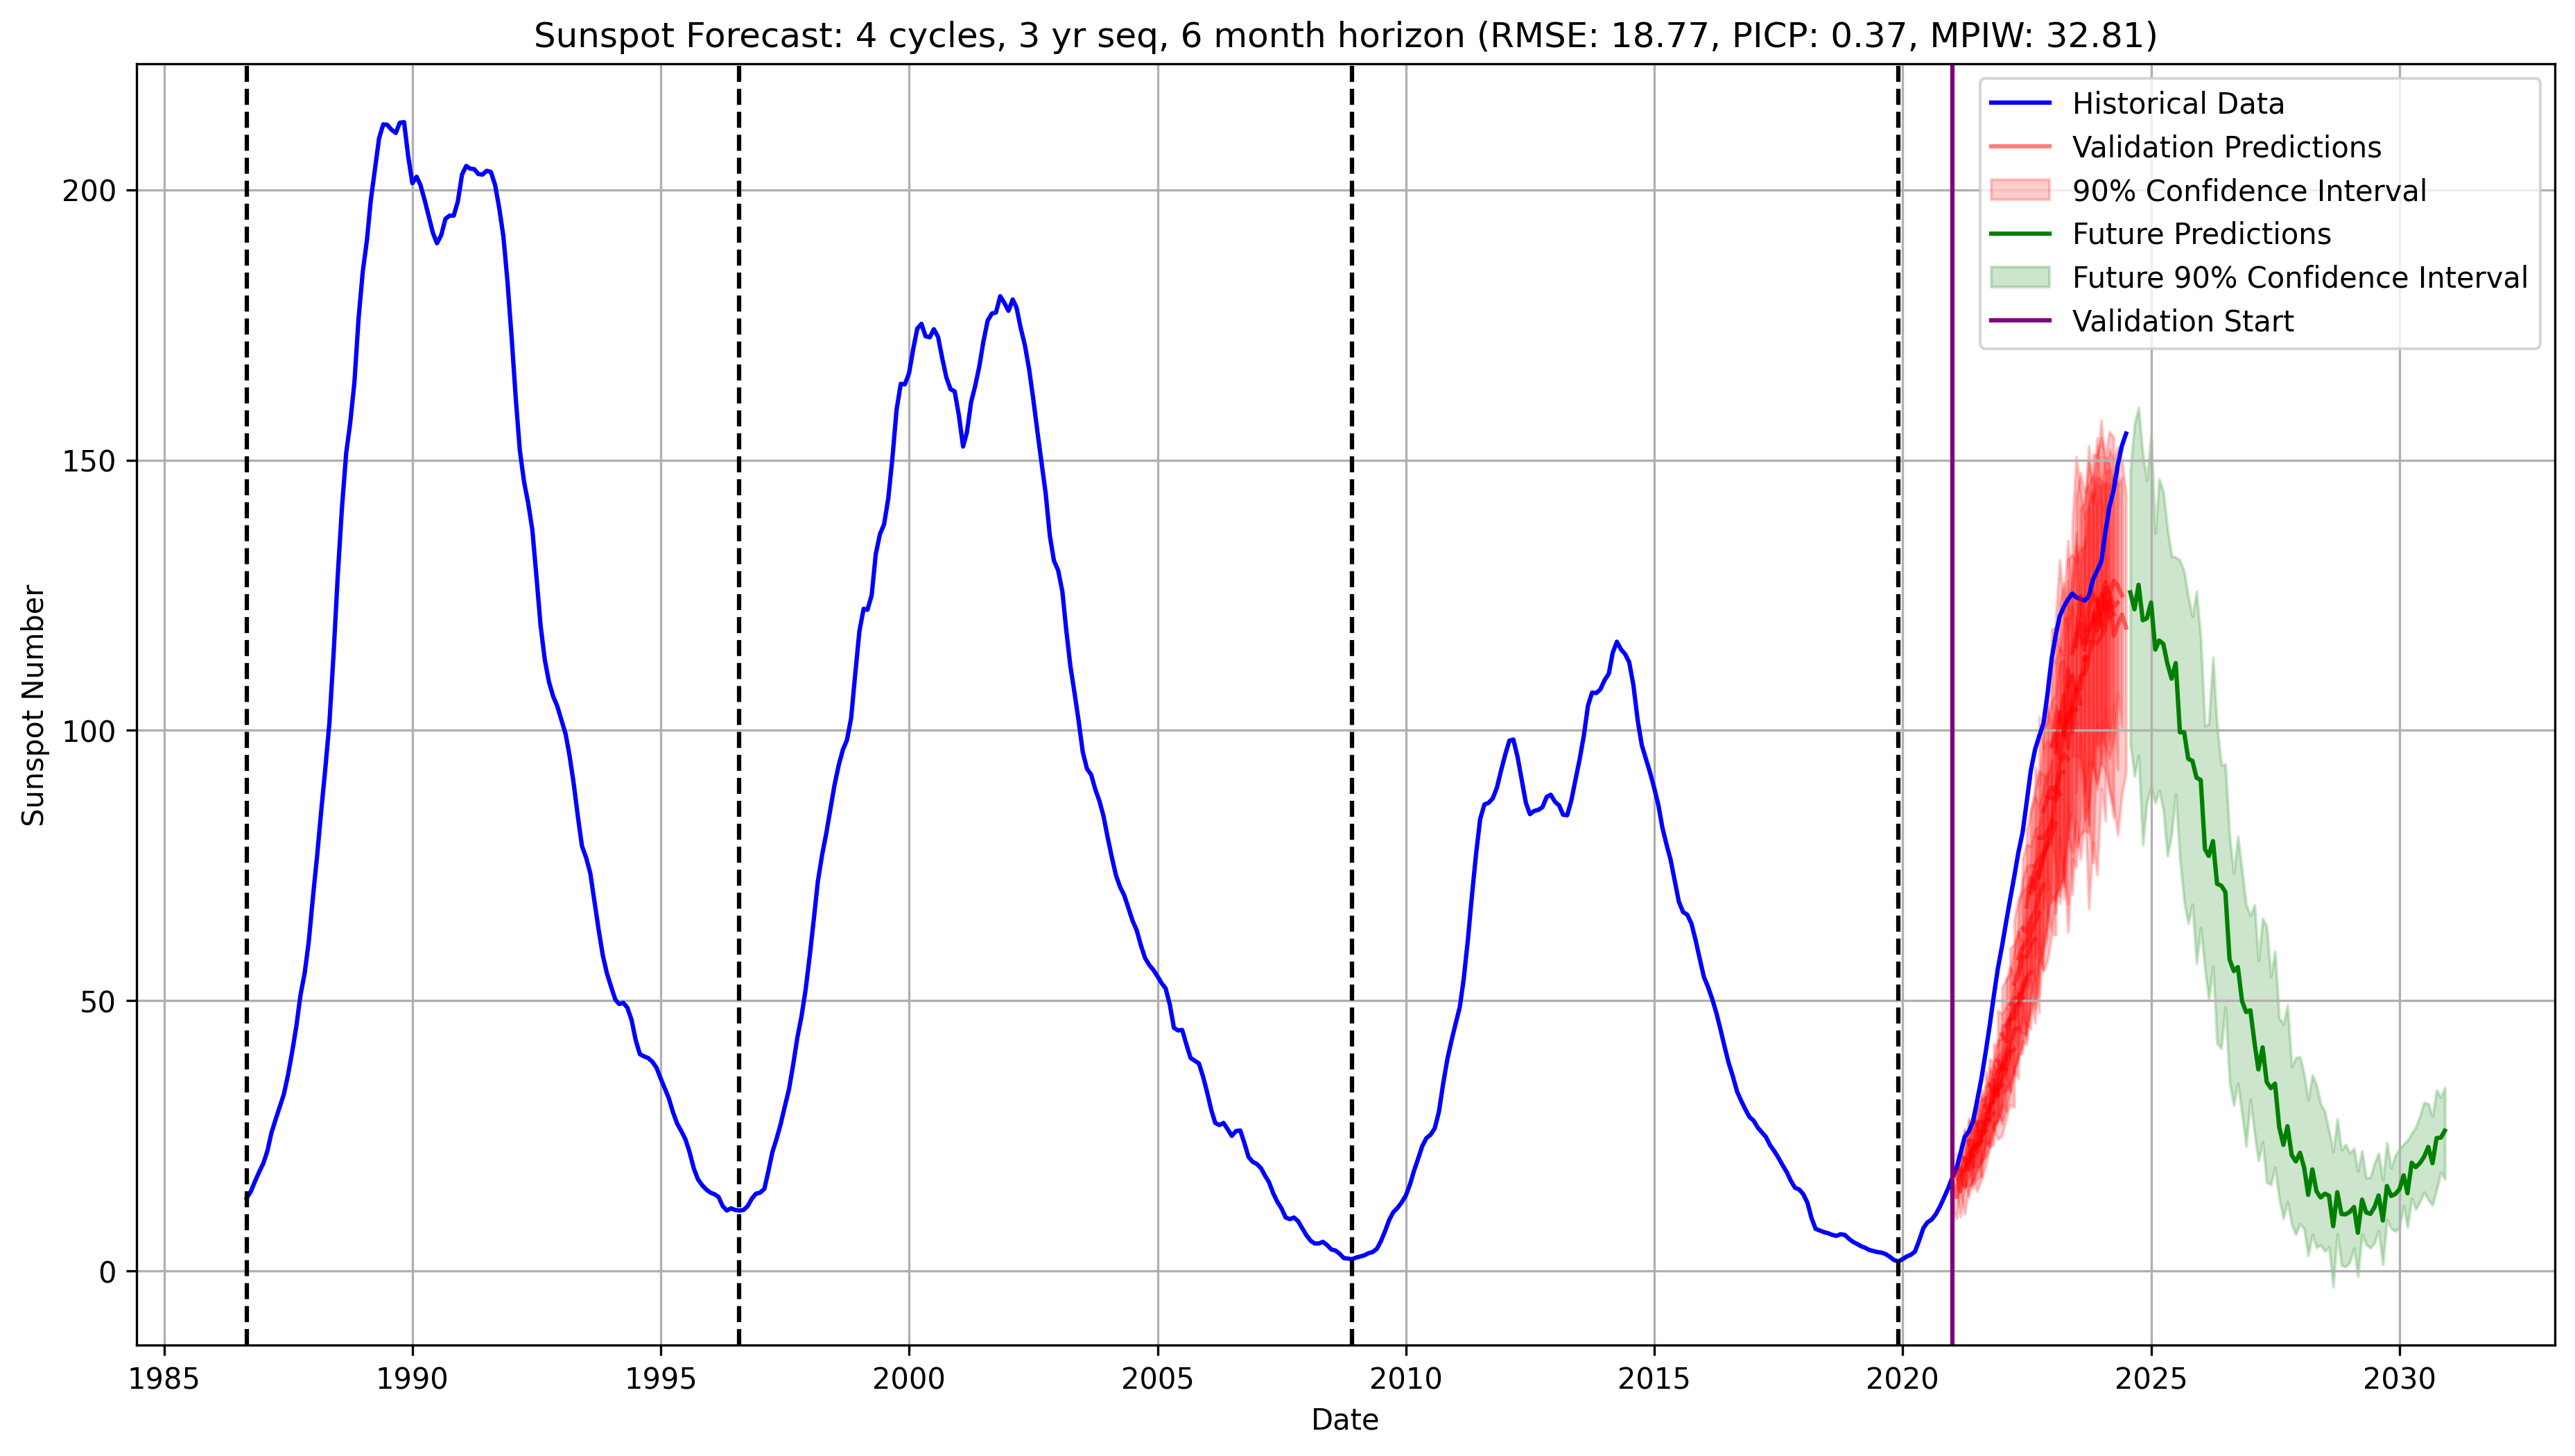 Sunspot Forecast: 4 cycles, 3 yr seq, 6 month horizon (RMSE: 18.77, PICP: 0.37, MPIW: 32.81)
Historical Data
Validation Predictions
90% Confidence Interval
Future Predictions
Future 90% Confidence Interval
Validation Start
Sunspot Number
200
150
100
50
0
1985 1990 1995 2000 2005 2010 2015 2020 2025 2030
Date